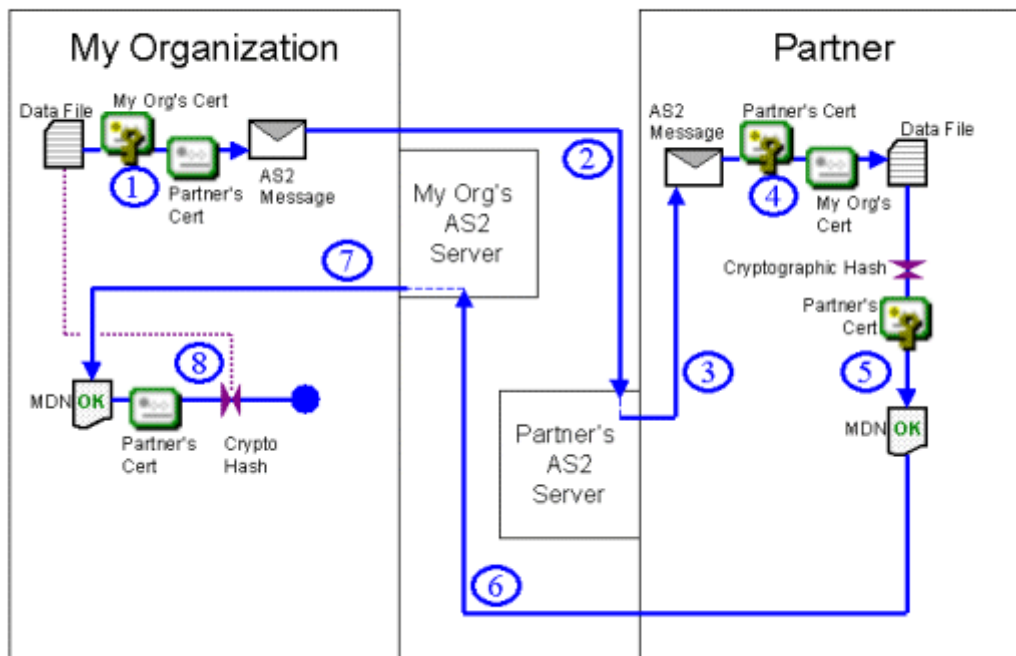 My Organization
Partner
Data File
My Org's Cert
1
Partner's
Cert
AS2
Message
My Org's
AS2
Server
2
AS2
Message
Partner's Cert
4
My Org's
Cert
Data File
Cryptographic Hash
Partner's
Cert
5
MDN
OK
3
Partner's
AS2
Server
6
7
8
MDN
OK
Partner's
Cert
Crypto
Hash